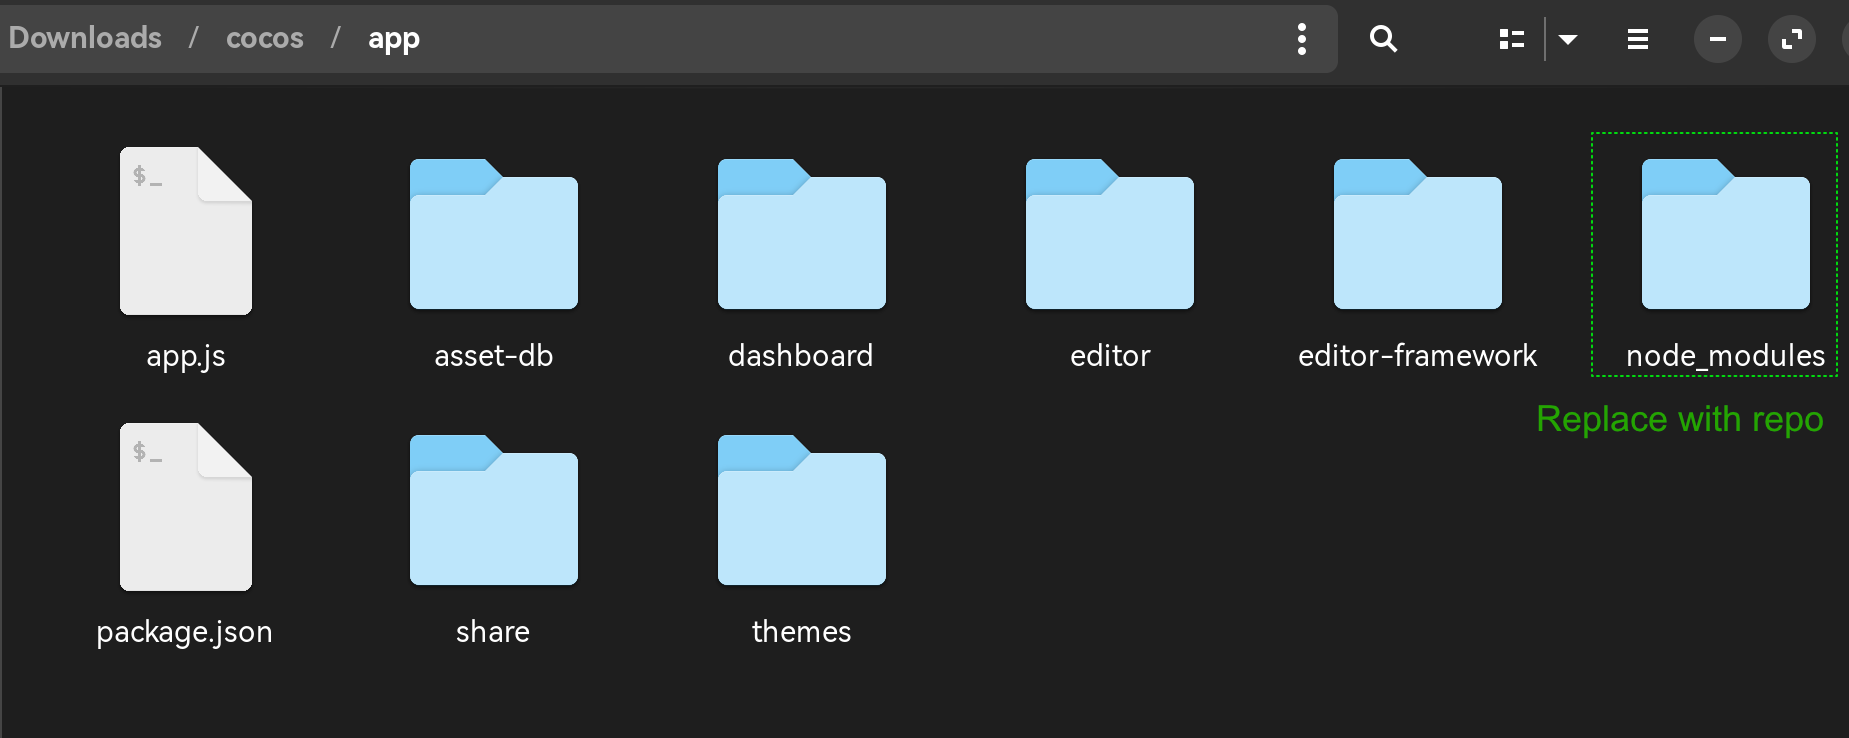 Downloads / cocos / app
$_
app.js
asset-db
dashboard
editor
editor-framework
node_modules
Replace with repo
$_
package.json
share
themes